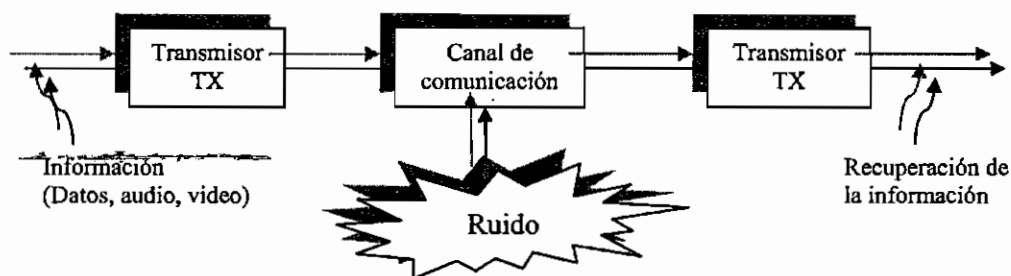 Transmisor
TX
Canal de
comunicación
Transmisor
TX
Información
(Datos, audio, video)
Recuperación de
la información
Ruido